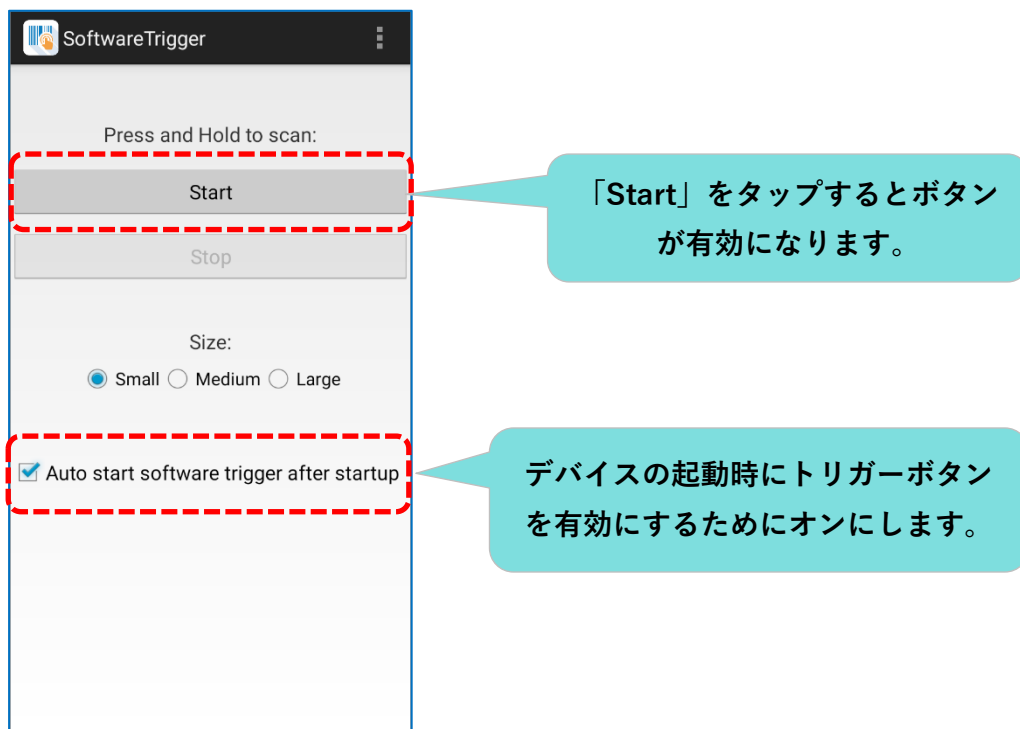 SoftwareTrigger
Press and Hold to scan:
Start
「Start」をタップするとボタン
が有効になります。
Stop
Size:
Small Medium Large
Auto start software trigger after startup
デバイスの起動時にトリガーボタン
を有効にするためにオンにします。